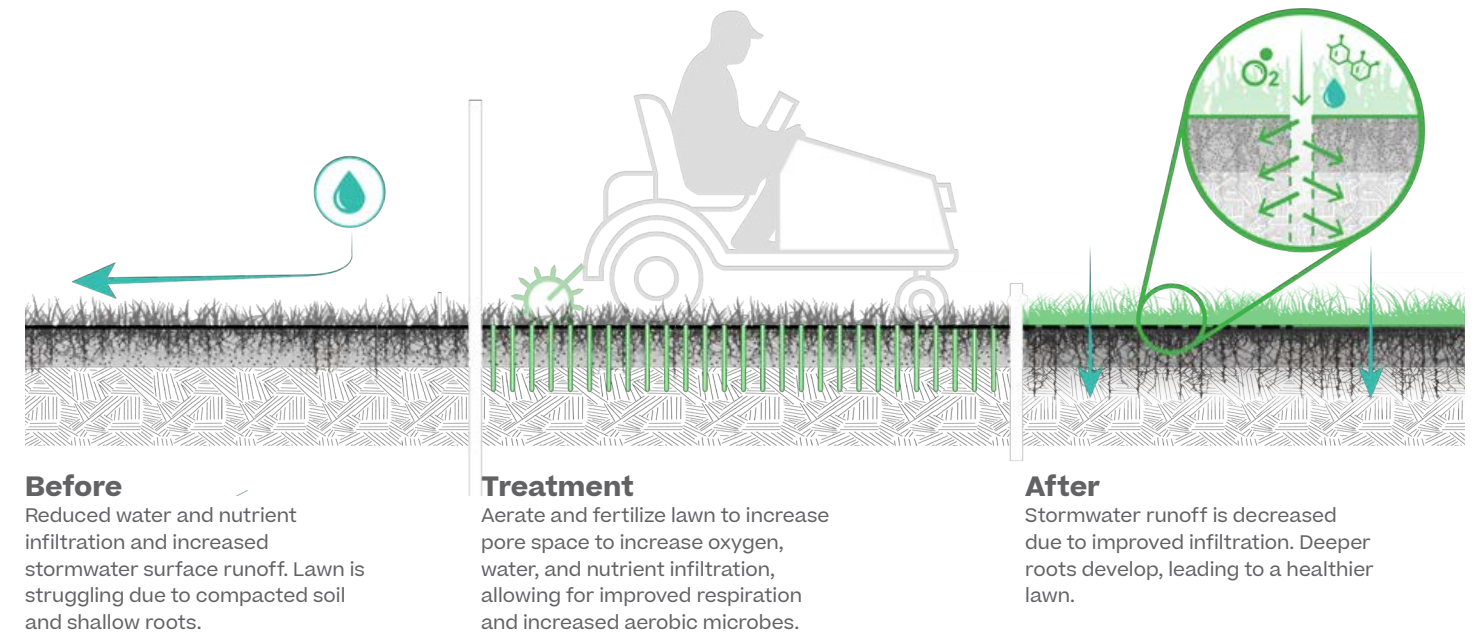 O2
Before
Reduced water and nutrient
infiltration and increased
stormwater surface runoff. Lawn is
struggling due to compacted soil
and shallow roots.
Treatment
Aerate and fertilize lawn to increase
pore space to increase oxygen,
water, and nutrient infiltration,
allowing for improved respiration
and increased aerobic microbes.
After
Stormwater runoff is decreased
due to improved infiltration. Deeper
roots develop, leading to a healthier
lawn.